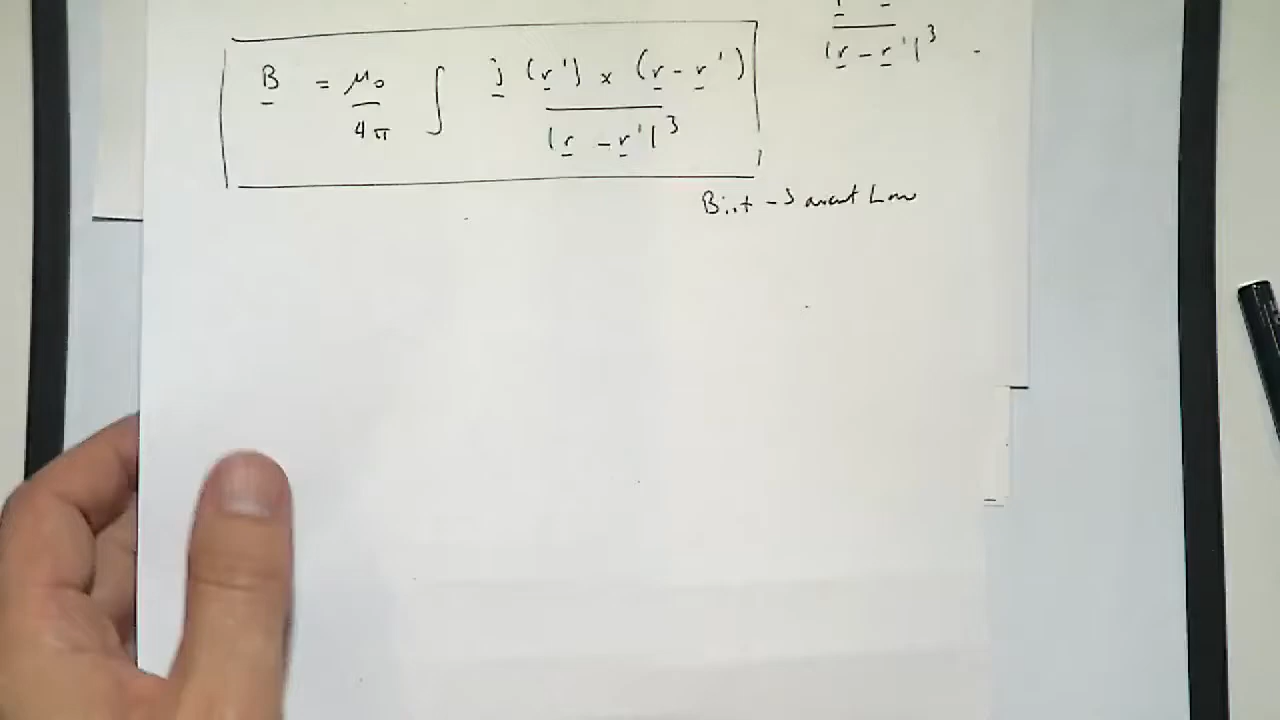 |r - r'|³
B = μ₀/4π ∫ j(r') × (r - r') / |r - r'|³
Biot - Savart Law